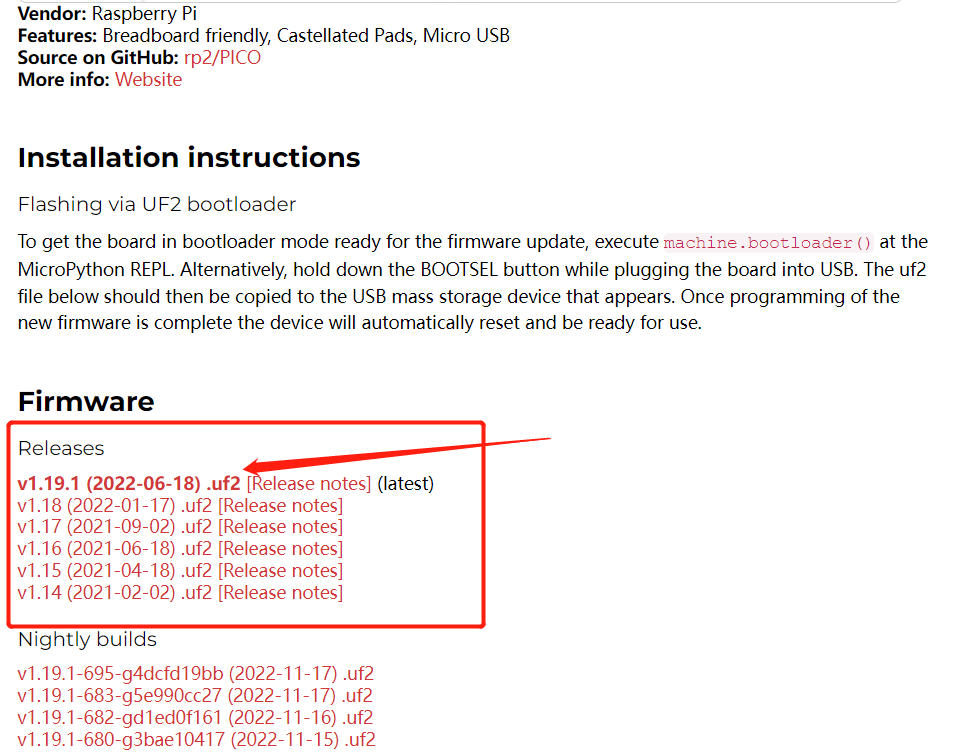 Vendor: Raspberry Pi
Features: Breadboard friendly, Castellated Pads, Micro USB
Source on GitHub: rp2/PICO
More info: Website
Installation instructions
Flashing via UF2 bootloader
To get the board in bootloader mode ready for the firmware update, execute machine.bootloader() at the
MicroPython REPL. Alternatively, hold down the BOOTSEL button while plugging the board into USB. The uf2
file below should then be copied to the USB mass storage device that appears. Once programming of the
new firmware is complete the device will automatically reset and be ready for use.
Firmware
Releases
v1.19.1 (2022-06-18) .uf2 [Release notes] (latest)
v1.18 (2022-01-17) .uf2 [Release notes]
v1.17 (2021-09-02) .uf2 [Release notes]
v1.16 (2021-06-18) .uf2 [Release notes]
v1.15 (2021-04-18) .uf2 [Release notes]
v1.14 (2021-02-02) .uf2 [Release notes]
Nightly builds
v1.19.1-695-g4dcfd19bb (2022-11-17) .uf2
v1.19.1-683-g5e990cc27 (2022-11-17) .uf2
v1.19.1-682-gd1ed0f161 (2022-11-16) .uf2
v1.19.1-680-g3bae10417 (2022-11-15) .uf2